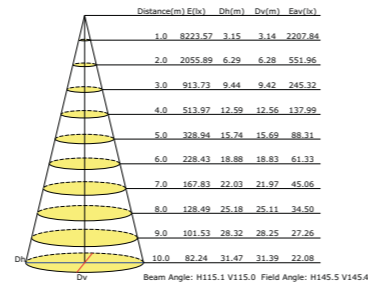 Distance(m) E(lx) Dh(m) Dv(m) Eav(lx)
1.0 8223.57 3.15 3.14 2207.84
2.0 2055.89 6.29 6.28 551.96
3.0 913.73 9.44 9.42 245.32
4.0 513.97 12.59 12.56 137.99
5.0 328.94 15.74 15.69 88.31
6.0 228.43 18.88 18.83 61.33
7.0 167.83 22.03 21.97 45.06
8.0 128.49 25.18 25.11 34.50
9.0 101.53 28.32 28.25 27.26
Dh 10.0 82.24 31.47 31.39 22.08
Dv Beam Angle: H115.1 V115.0 Field Angle: H145.5 V145.4